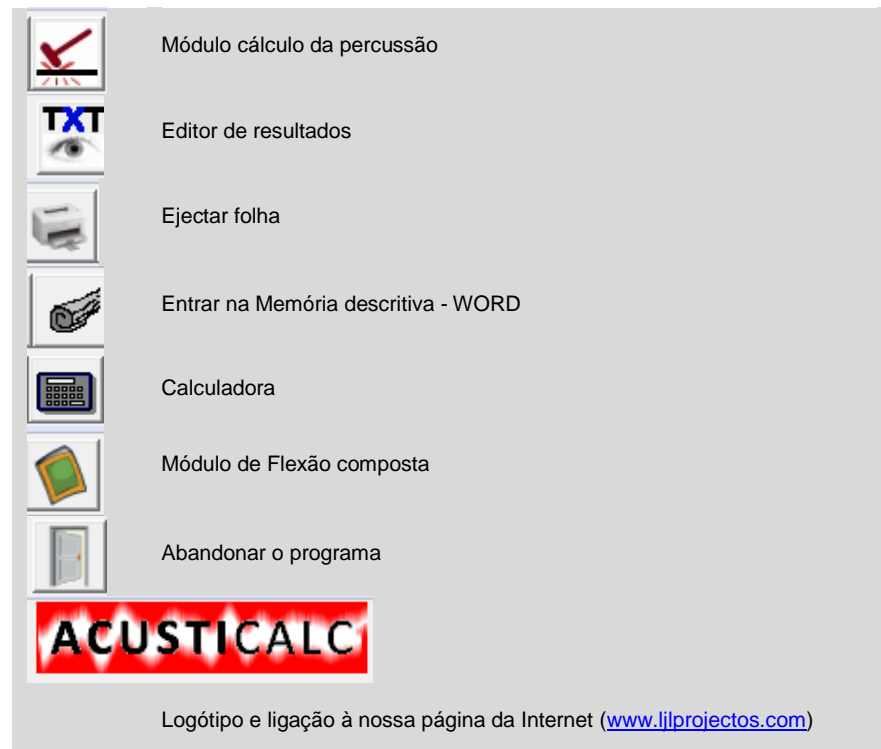 Módulo cálculo da percussão
TXT
Editor de resultados
Ejectar folha
Entrar na Memória descritiva - WORD
Calculadora
Módulo de Flexão composta
Abandonar o programa
ACUSTICALC
Logótipo e ligação à nossa página da Internet (www.ljlprojectos.com)